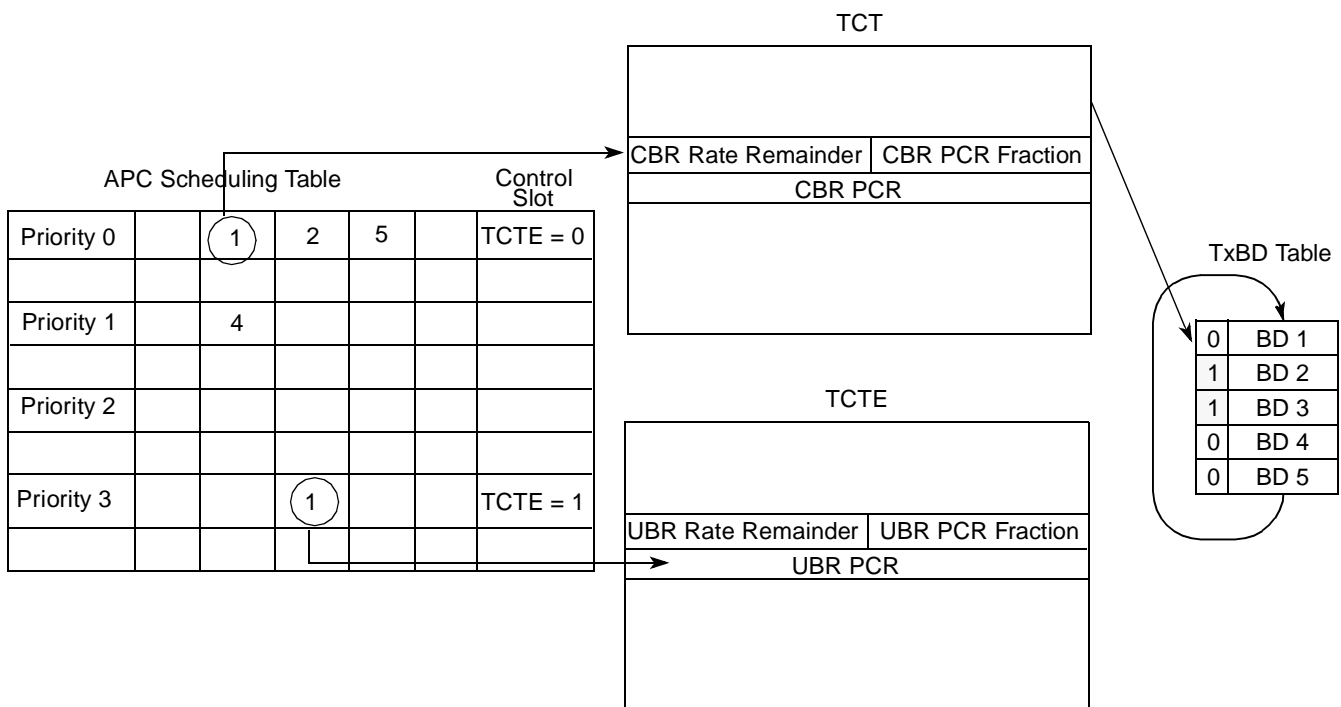 TCT
CBR Rate Remainder CBR PCR Fraction
CBR PCR
APC Scheduling Table
Control
Slot
Priority 0 1 2 5 TCTE = 0
Priority 1 4
Priority 2
Priority 3 1 TCTE = 1
TCTE
UBR Rate Remainder UBR PCR Fraction
UBR PCR
TxBD Table
0 BD 1
1 BD 2
1 BD 3
0 BD 4
0 BD 5